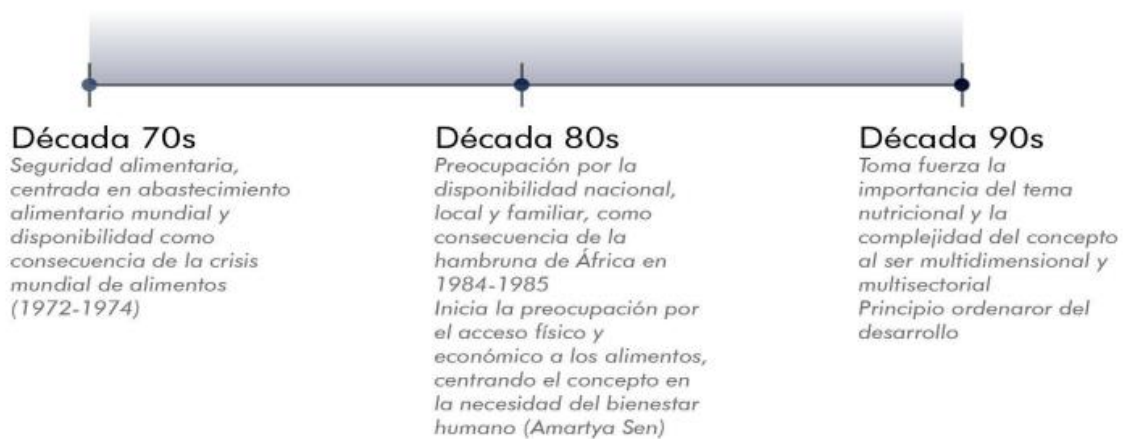 Década 70s
Seguridad alimentaria,
centrada en abastecimiento
alimentario mundial y
disponibilidad como
consecuencia de la crisis
mundial de alimentos
(1972-1974)
Década 80s
Preocupación por la
disponibilidad nacional,
local y familiar, como
consecuencia de la
hambruna de África en
1984-1985
Inicia la preocupación por
el acceso físico y
económico a los alimentos,
centrando el concepto en
la necesidad del bienestar
humano (Amartya Sen)
Década 90s
Toma fuerza la
importancia del tema
nutricional y la
complejidad del concepto
al ser multidimensional y
multisectorial
Principio ordenaror del
desarrollo